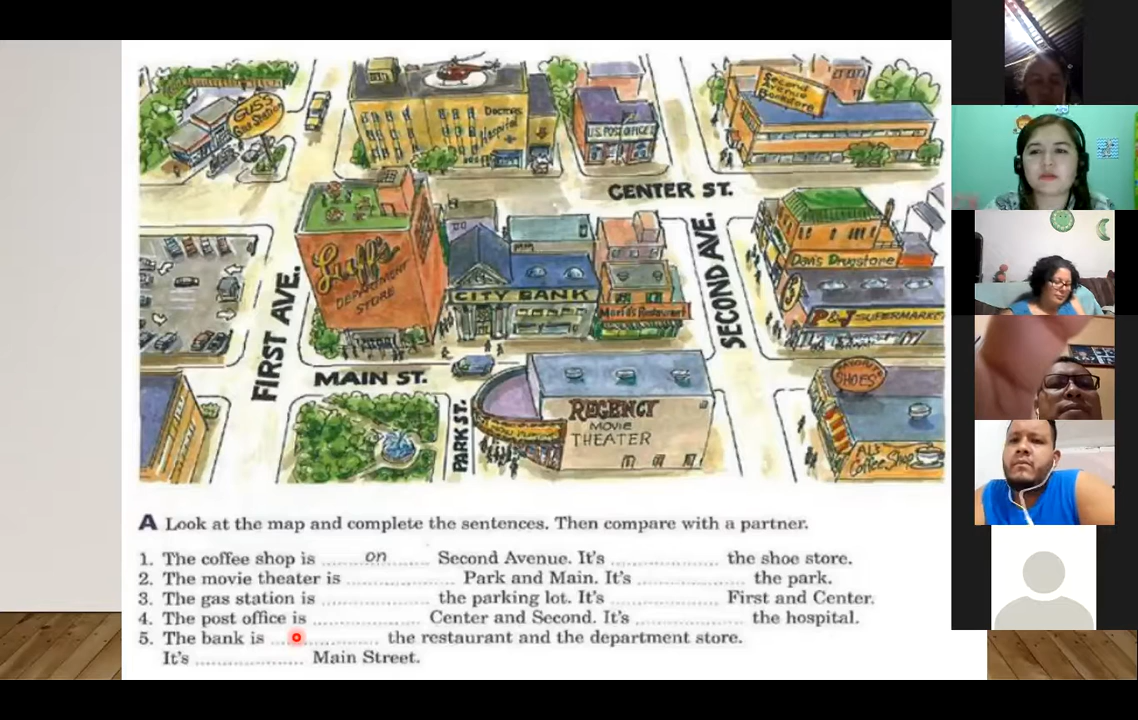 GUS'S
Gas Station
Doctors
Hospital
U.S. POST OFFICE
Second
Avenue
Bookstore
CENTER ST.
Luff's
DEPARTMENT
STORE
CITY BANK
World's Restaurant
Dan's Drugstore
P&J SUPERMARKET
FIRST AVE.
SECOND AVE.
MAIN ST.
PARK ST.
REGENCY
MOVIE
THEATER
FAVORITE
SHOES
AL'S
Coffee Shop
A Look at the map and complete the sentences. Then compare with a partner.
1. The coffee shop is on Second Avenue. It's .................... the shoe store.
2. The movie theater is .................... Park and Main. It's .................... the park.
3. The gas station is .................... the parking lot. It's .................... First and Center.
4. The post office is .................... Center and Second. It's .................... the hospital.
5. The bank is .................... the restaurant and the department store.
It's .................... Main Street.